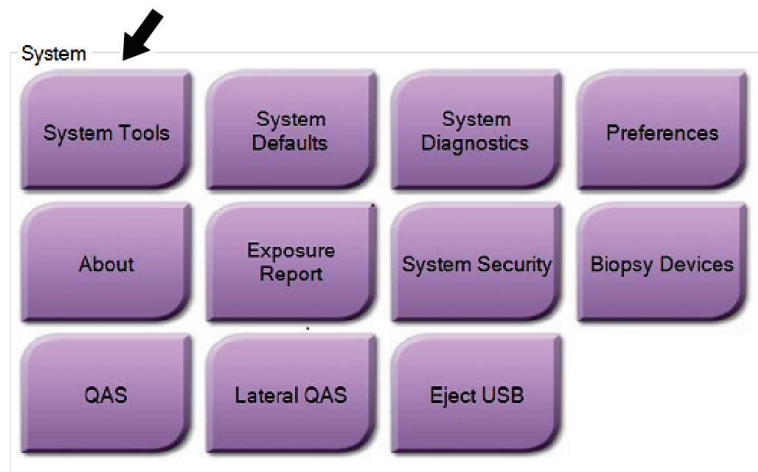 System
System Tools
System
Defaults
System
Diagnostics
Preferences
About
Exposure
Report
System Security
Biopsy Devices
QAS
Lateral QAS
Eject USB